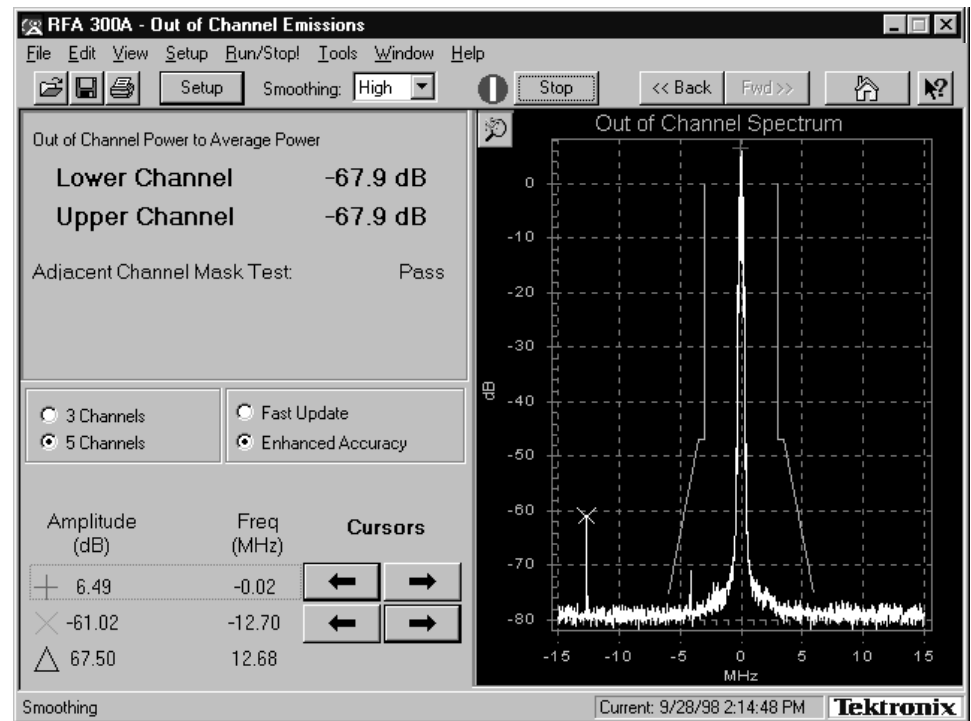 RFA 300A - Out of Channel Emissions
File Edit View Setup Run/Stop! Tools Window Help
Setup Smoothing: High Stop << Back Fwd >>
Out of Channel Power to Average Power
Lower Channel -67.9 dB
Upper Channel -67.9 dB
Adjacent Channel Mask Test: Pass
3 Channels
5 Channels
Fast Update
Enhanced Accuracy
Amplitude (dB) Freq (MHz) Cursors
6.49 -0.02
-61.02 -12.70
67.50 12.68
Out of Channel Spectrum
0
-10
-20
-30
-40
-50
-60
-70
-80
dB
-15 -10 -5 0 5 10 15
MHz
Smoothing Current: 9/28/98 2:14:48 PM Tektronix